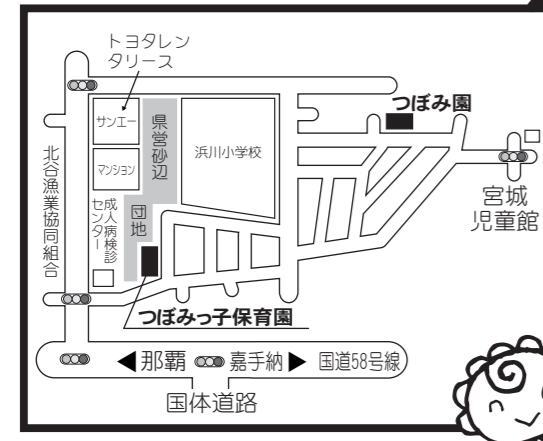 トヨタレン
タリース
サンエー
県営砂辺
団地
浜川小学校
つぼみ園
マンション
北谷漁業協同組合
成人病検診
センター
宮城
児童館
つぼみっ子保育園
◀那覇
嘉手納▶
国道58号線
国体道路